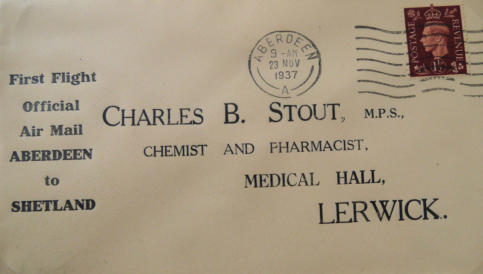 ABERDEEN
9 - AM
23 NOV
1937
A
POSTAGE
REVENUE
First Flight
Official
Air Mail
ABERDEEN
to
SHETLAND
CHARLES B. STOUT, M.P.S.,
CHEMIST AND PHARMACIST,
MEDICAL HALL,
LERWICK.